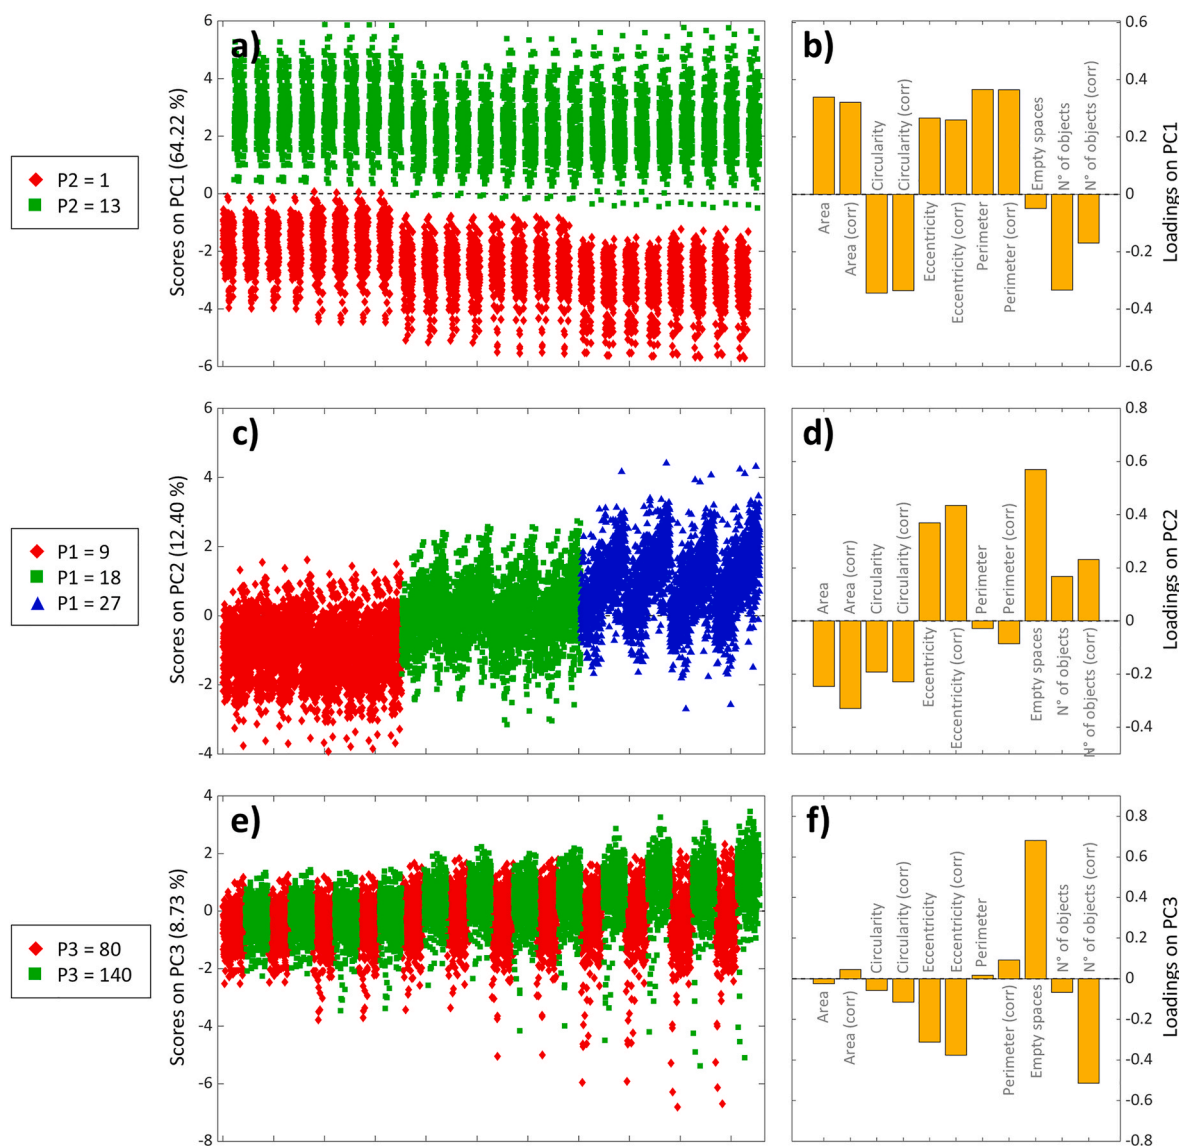 a)
6
4
2
0
-2
-4
-6
Scores on PC1 (64.22 %)
P2 = 1
P2 = 13
b)
0.6
0.4
0.2
0
-0.2
-0.4
-0.6
Loadings on PC1
Area
Area (corr)
Circularity
Circularity (corr)
Eccentricity
Eccentricity (corr)
Perimeter
Perimeter (corr)
Empty spaces
N° of objects
N° of objects (corr)
c)
6
4
2
0
-2
-4
Scores on PC2 (12.40 %)
P1 = 9
P1 = 18
P1 = 27
d)
0.8
0.6
0.4
0.2
0
-0.2
-0.4
Loadings on PC2
Area
Area (corr)
Circularity
Circularity (corr)
Eccentricity
Eccentricity (corr)
Perimeter
Perimeter (corr)
Empty spaces
N° of objects
N° of objects (corr)
e)
4
2
0
-2
-4
-6
-8
Scores on PC3 (8.73 %)
P3 = 80
P3 = 140
f)
0.8
0.6
0.4
0.2
0
-0.2
-0.4
-0.6
-0.8
Loadings on PC3
Area
Area (corr)
Circularity
Circularity (corr)
Eccentricity
Eccentricity (corr)
Perimeter
Perimeter (corr)
Empty spaces
N° of objects
N° of objects (corr)